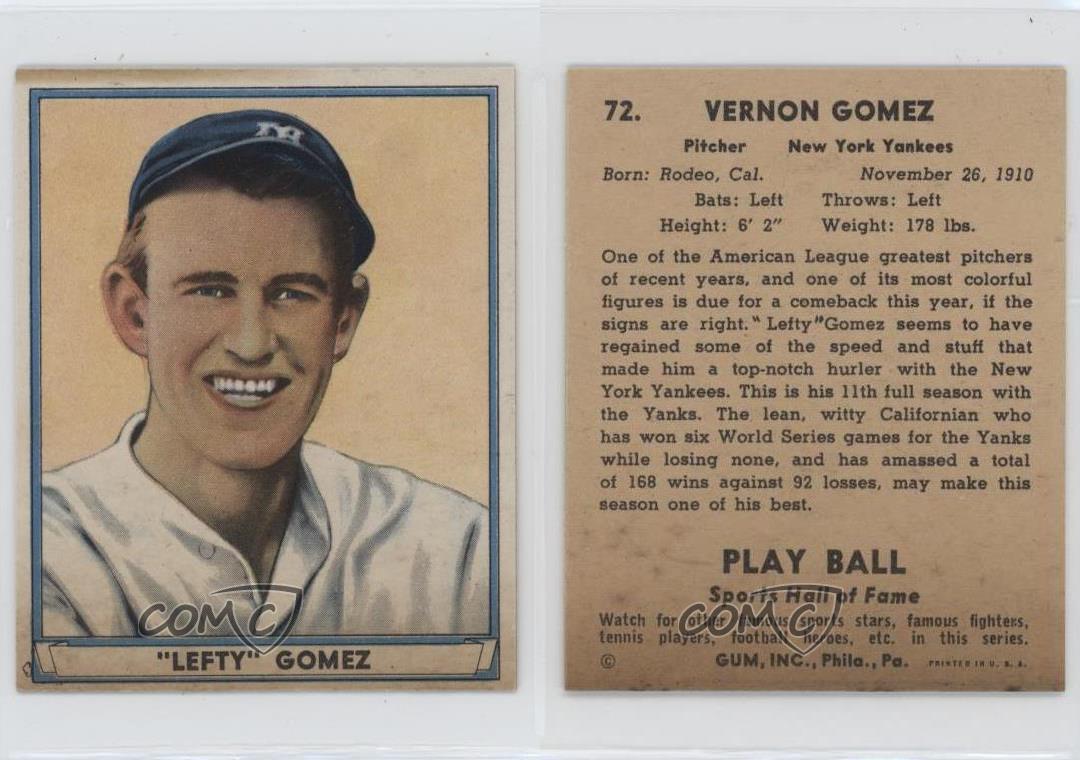 NY
"LEFTY" GOMEZ
COMC
72. VERNON GOMEZ
Pitcher New York Yankees
Born: Rodeo, Cal. November 26, 1910
Bats: Left Throws: Left
Height: 6' 2" Weight: 178 lbs.
One of the American League greatest pitchers
of recent years, and one of its most colorful
figures is due for a comeback this year, if the
signs are right." Lefty"Gomez seems to have
regained some of the speed and stuff that
made him a top-notch hurler with the New
York Yankees. This is his 11th full season with
the Yanks. The lean, witty Californian who
has won six World Series games for the Yanks
while losing none, and has amassed a total
of 168 wins against 92 losses, may make this
season one of his best.
PLAY BALL
Sports Hall of Fame
COMC
Watch for other famous sports stars, famous fighters,
tennis players, football heroes, etc. in this series.
© GUM, INC., Phila., Pa. PRINTED IN U. S. A.